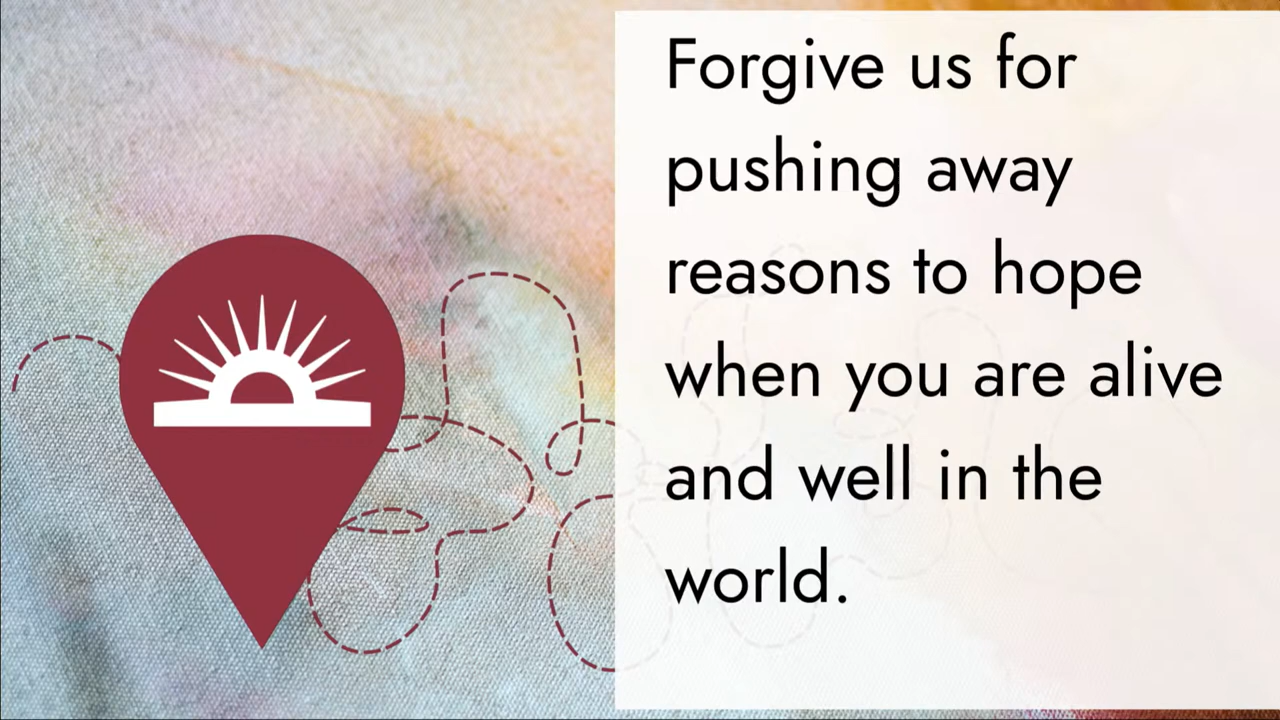 Forgive us for
pushing away
reasons to hope
when you are alive
and well in the
world.